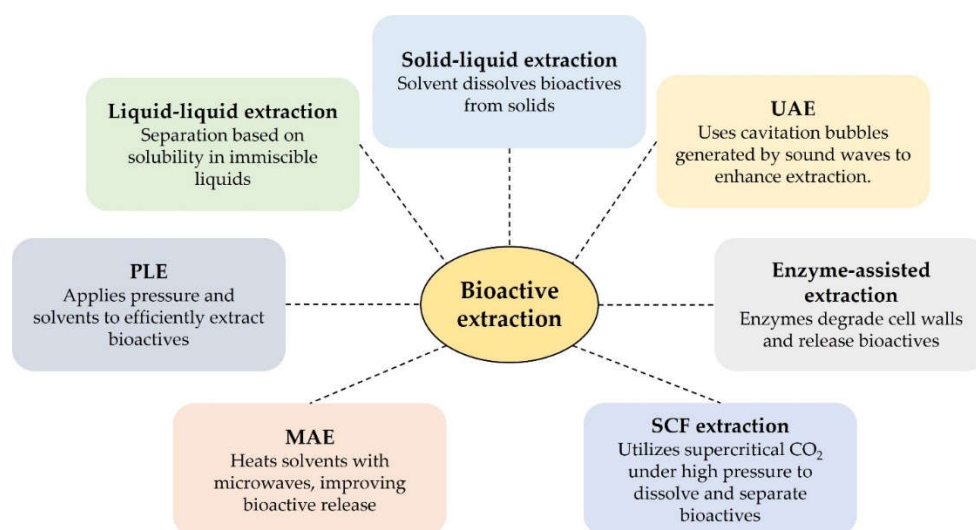 Solid-liquid extraction
Solvent dissolves bioactives
from solids
Liquid-liquid extraction
Separation based on
solubility in immiscible
liquids
UAE
Uses cavitation bubbles
generated by sound waves to
enhance extraction.
PLE
Applies pressure and
solvents to efficiently extract
bioactives
Bioactive
extraction
Enzyme-assisted
extraction
Enzymes degrade cell walls
and release bioactives
MAE
Heats solvents with
microwaves, improving
bioactive release
SCF extraction
Utilizes supercritical CO₂
under high pressure to
dissolve and separate
bioactives